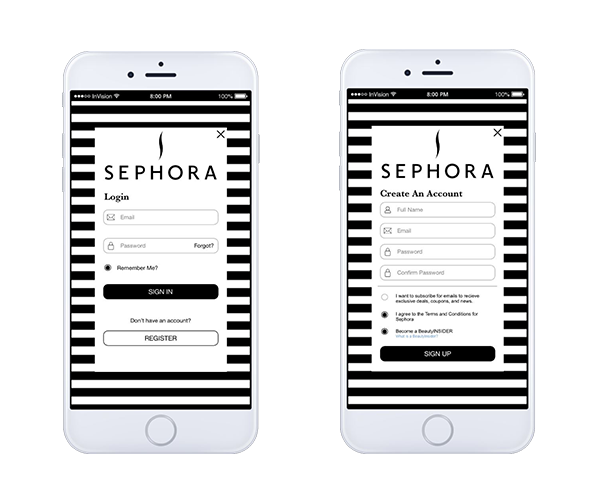 InVision
8:00 PM
100%
SEPHORA
Login
Email
Password
Forgot?
Remember Me?
SIGN IN
Don't have an account?
REGISTER
InVision
8:00 PM
100%
SEPHORA
Create An Account
Full Name
Email
Password
Confirm Password
I want to subscribe for emails to recieve
exclusive deals, coupons, and news.
I agree to the Terms and Conditions for
Sephora
Become a BeautyINSIDER
What is a BeautyInsider?
SIGN UP